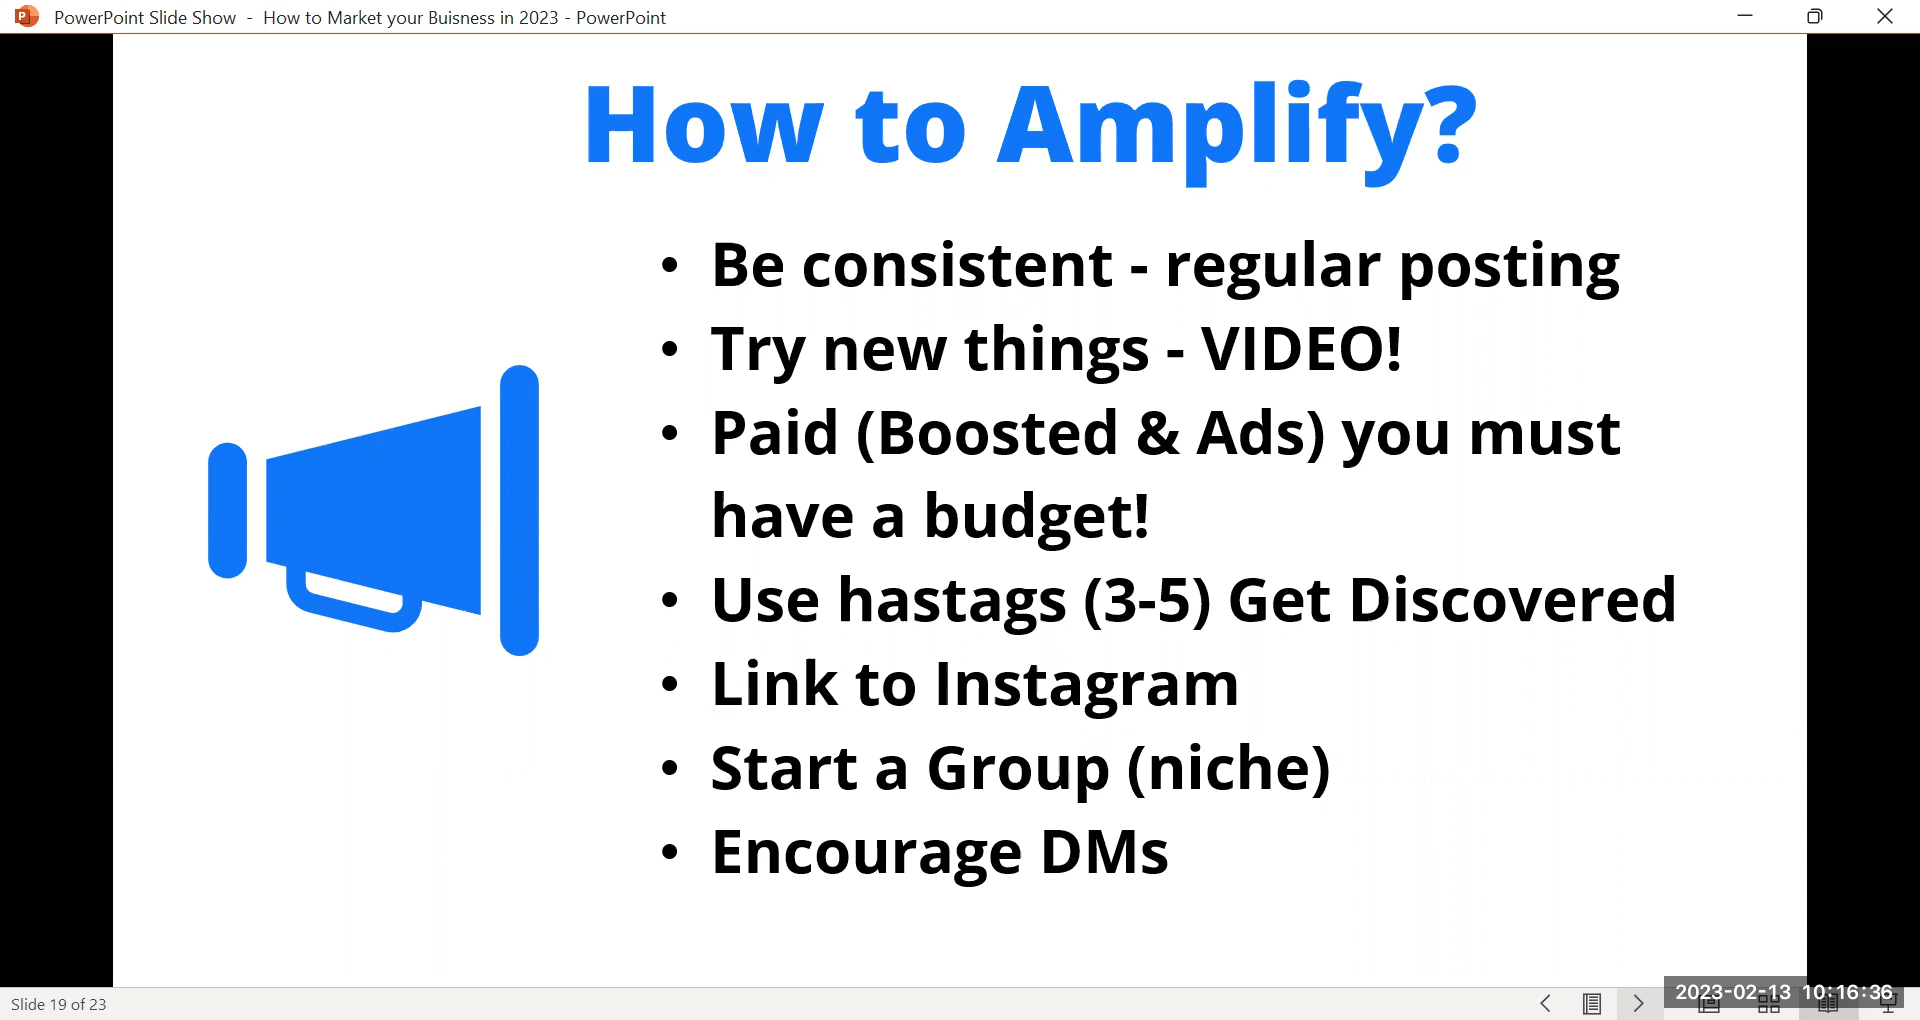 PowerPoint Slide Show - How to Market your Buisness in 2023 - PowerPoint
How to Amplify?
• Be consistent - regular posting
• Try new things - VIDEO!
• Paid (Boosted & Ads) you must
have a budget!
• Use hastags (3-5) Get Discovered
• Link to Instagram
• Start a Group (niche)
• Encourage DMs
Slide 19 of 23
2023-02-13 10:16:36